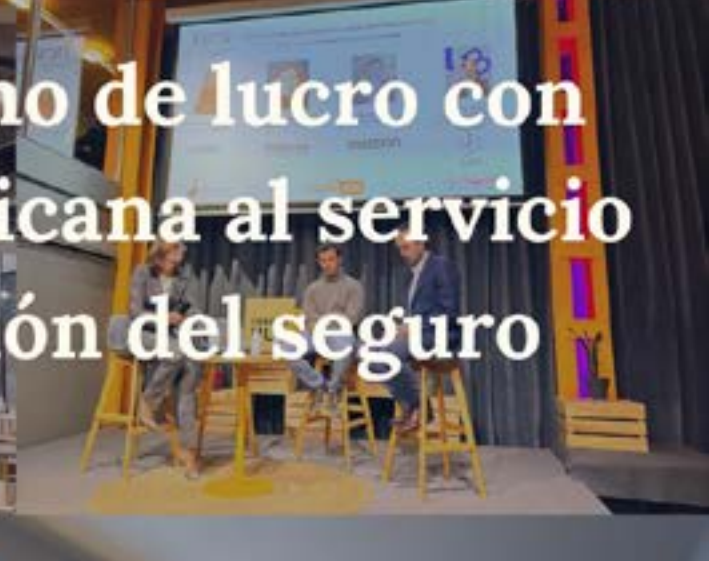 no de lucro con
icana al servicio
ón del seguro